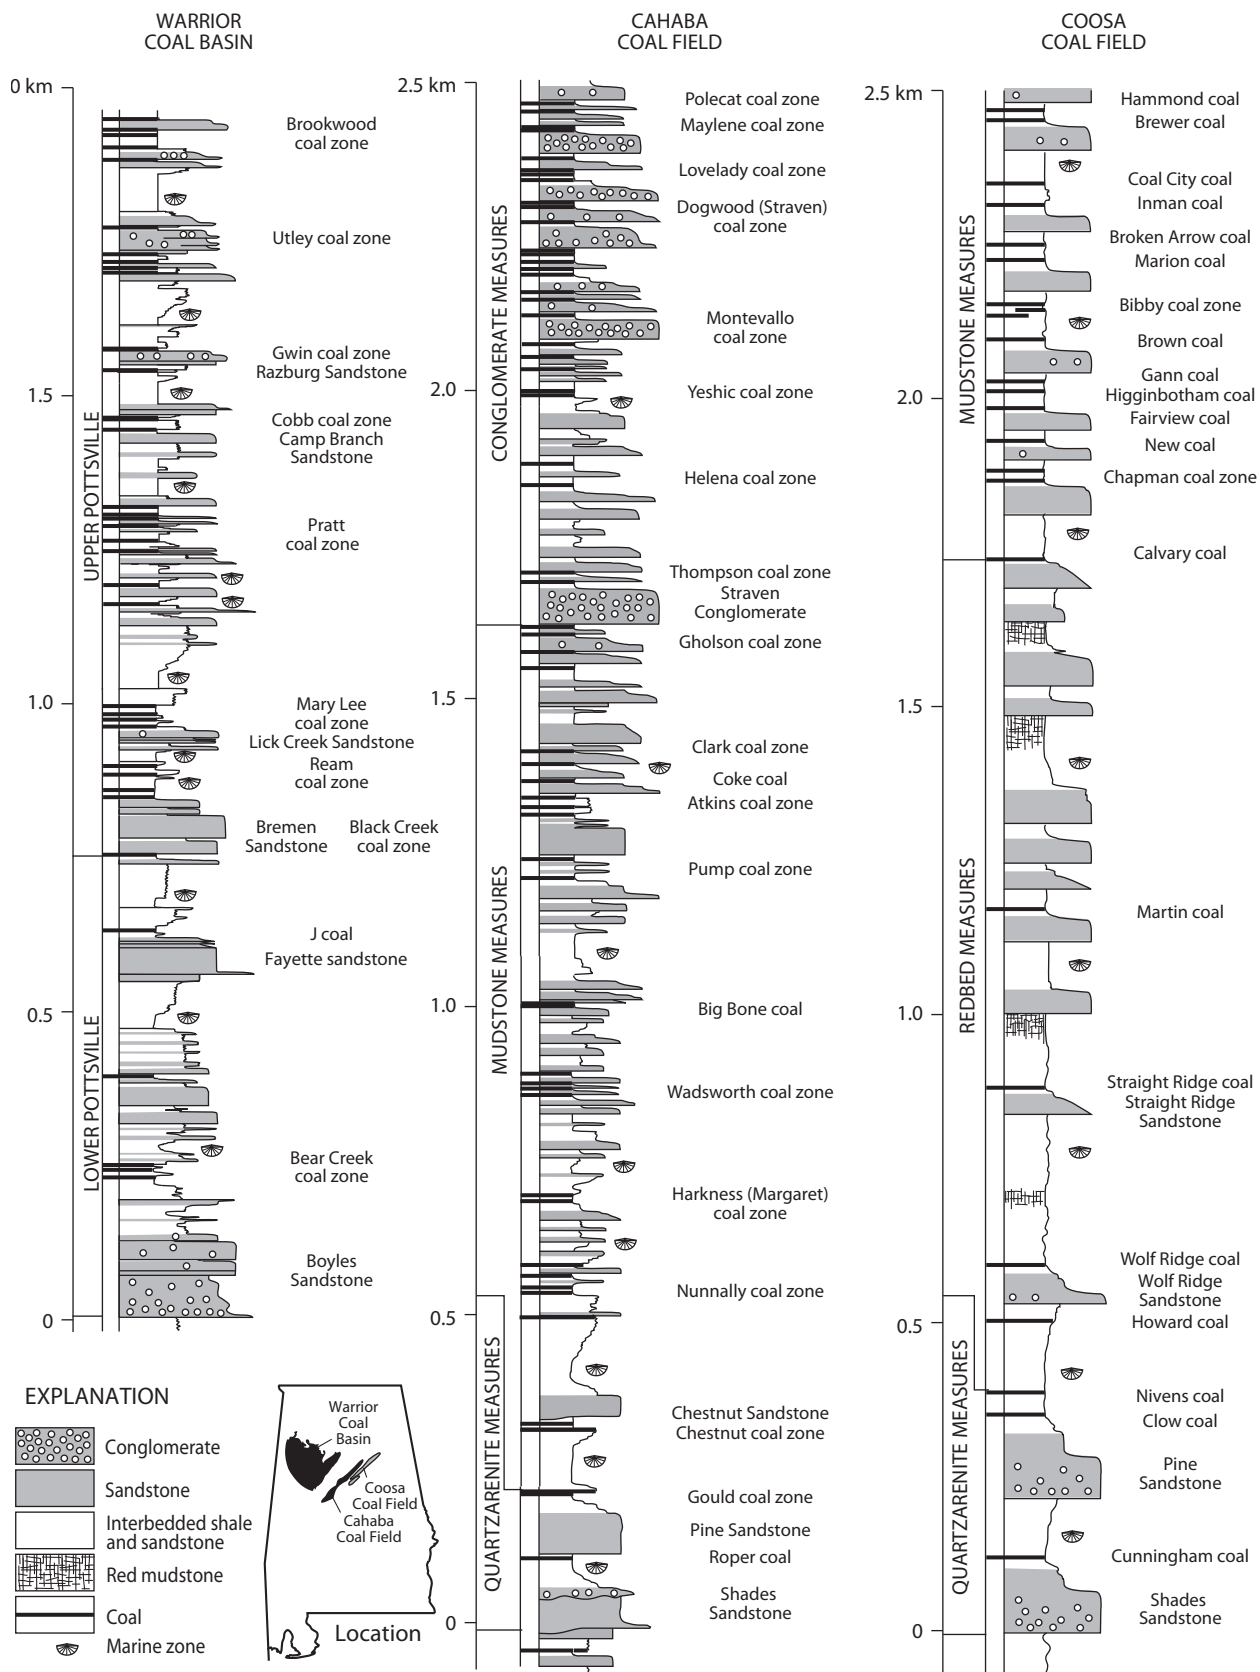 WARRIOR
COAL BASIN
0 km
1.5
1.0
0.5
0
UPPER POTTSVILLE
LOWER POTTSVILLE
Brookwood
coal zone
Utley coal zone
Gwin coal zone
Razburg Sandstone
Cobb coal zone
Camp Branch
Sandstone
Pratt
coal zone
Mary Lee
coal zone
Lick Creek Sandstone
Ream
coal zone
Bremen
Sandstone
Black Creek
coal zone
J coal
Fayette sandstone
Bear Creek
coal zone
Boyles
Sandstone
CAHABA
COAL FIELD
2.5 km
2.0
1.5
1.0
0.5
0
CONGLOMERATE MEASURES
MUDSTONE MEASURES
QUARTZARENITE MEASURES
Polecat coal zone
Maylene coal zone
Lovelady coal zone
Dogwood (Straven)
coal zone
Montevallo
coal zone
Yeshic coal zone
Helena coal zone
Thompson coal zone
Straven
Conglomerate
Gholson coal zone
Clark coal zone
Coke coal
Atkins coal zone
Pump coal zone
Big Bone coal
Wadsworth coal zone
Harkness (Margaret)
coal zone
Nunnally coal zone
Chestnut Sandstone
Chestnut coal zone
Gould coal zone
Pine Sandstone
Roper coal
Shades
Sandstone
COOSA
COAL FIELD
2.5 km
2.0
1.5
1.0
0.5
0
MUDSTONE MEASURES
REDBED MEASURES
QUARTZARENITE MEASURES
Hammond coal
Brewer coal
Coal City coal
Inman coal
Broken Arrow coal
Marion coal
Bibby coal zone
Brown coal
Gann coal
Higginbotham coal
Fairview coal
New coal
Chapman coal zone
Calvary coal
Martin coal
Straight Ridge coal
Straight Ridge
Sandstone
Wolf Ridge coal
Wolf Ridge
Sandstone
Howard coal
Nivens coal
Clow coal
Pine
Sandstone
Cunningham coal
Shades
Sandstone
EXPLANATION
Conglomerate
Sandstone
Interbedded shale
and sandstone
Red mudstone
Coal
Marine zone
Warrior
Coal
Basin
Coosa
Coal Field
Cahaba
Coal Field
Location